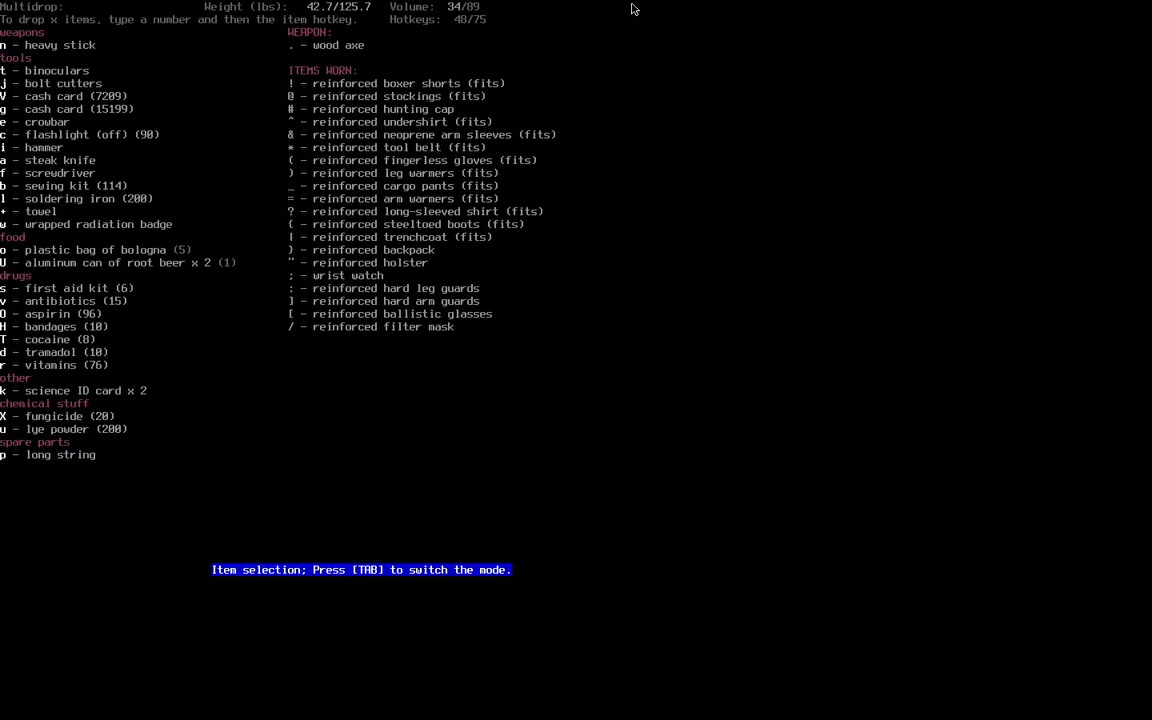 Multidrop: Weight (lbs): 42.7/125.7 Volume: 34/89
To drop x items, type a number and then the item hotkey. Hotkeys: 48/75
weapons
n - heavy stick
tools
t - binoculars
j - bolt cutters
V - cash card (7209)
g - cash card (15199)
e - crowbar
c - flashlight (off) (90)
i - hammer
a - steak knife
f - screwdriver
b - sewing kit (114)
l - soldering iron (200)
+ - towel
w - wrapped radiation badge
food
o - plastic bag of bologna (5)
U - aluminum can of root beer x 2 (1)
drugs
s - first aid kit (6)
v - antibiotics (15)
O - aspirin (96)
H - bandages (10)
T - cocaine (8)
d - tramadol (10)
r - vitamins (76)
other
k - science ID card x 2
chemical stuff
X - fungicide (20)
u - lye powder (200)
spare parts
p - long string
WEAPON:
. - wood axe
ITEMS WORN:
! - reinforced boxer shorts (fits)
@ - reinforced stockings (fits)
# - reinforced hunting cap
^ - reinforced undershirt (fits)
& - reinforced neoprene arm sleeves (fits)
* - reinforced tool belt (fits)
( - reinforced fingerless gloves (fits)
) - reinforced leg warmers (fits)
_ - reinforced cargo pants (fits)
= - reinforced arm warmers (fits)
? - reinforced long-sleeved shirt (fits)
{ - reinforced steeltoed boots (fits)
| - reinforced trenchcoat (fits)
} - reinforced backpack
" - reinforced holster
; - wrist watch
: - reinforced hard leg guards
] - reinforced hard arm guards
[ - reinforced ballistic glasses
/ - reinforced filter mask
Item selection; Press [TAB] to switch the mode.